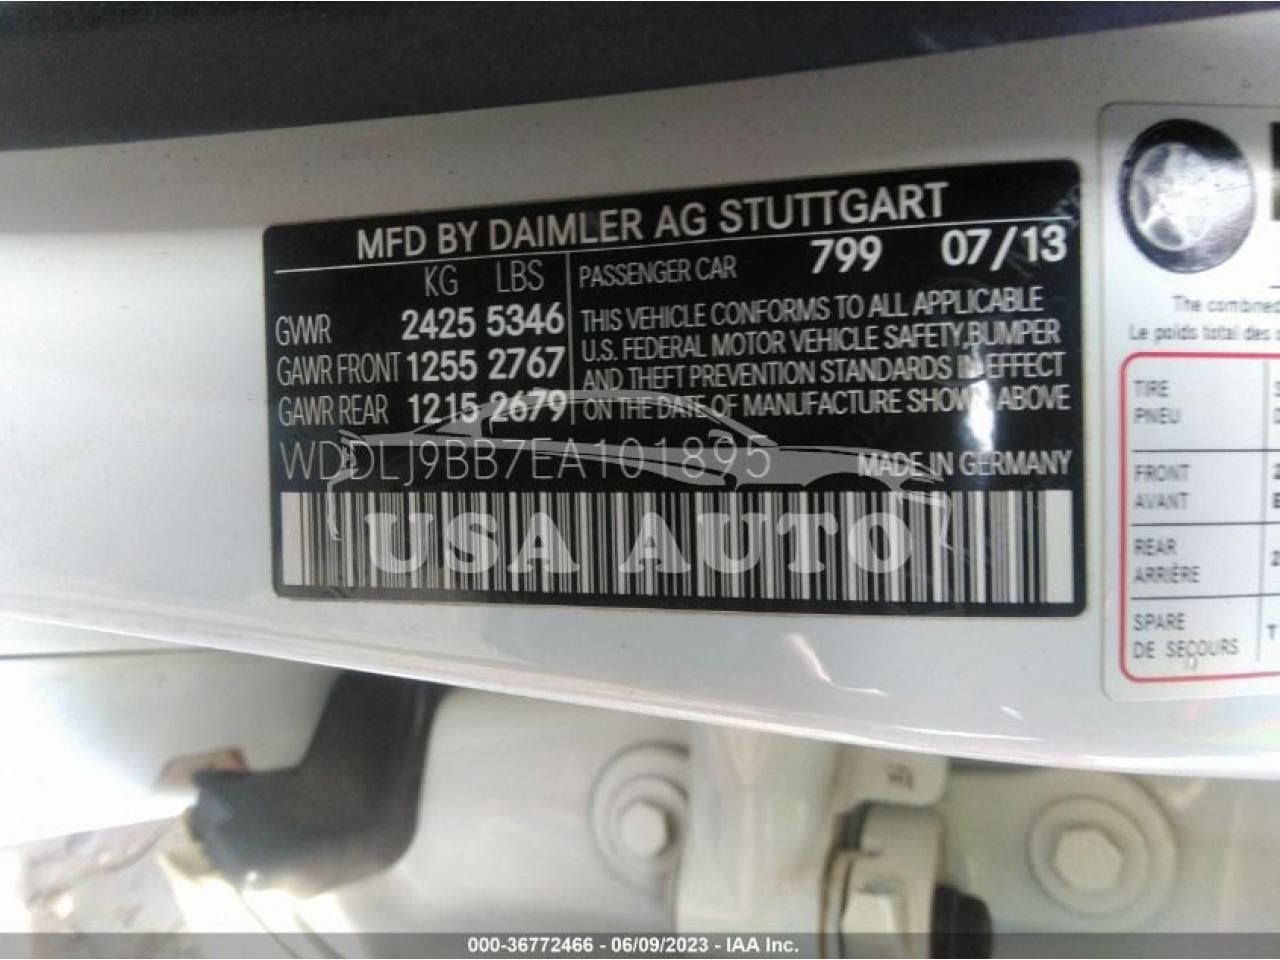 MFD BY DAIMLER AG STUTTGART
KG LBS
PASSENGER CAR 799 07/13
GVWR 2425 5346
GAWR FRONT 1255 2767
GAWR REAR 1215 2679
THIS VEHICLE CONFORMS TO ALL APPLICABLE
U.S. FEDERAL MOTOR VEHICLE SAFETY, BUMPER
AND THEFT PREVENTION STANDARDS IN EFFECT
ON THE DATE OF MANUFACTURE SHOWN ABOVE
WDDLJ9BB7EA101895 MADE IN GERMANY
USA AUTO
The combined
Le poids total des
TIRE
PNEU
FRONT
AVANT
REAR
ARRIÈRE
SPARE
DE SECOURS
000-36772466 - 06/09/2023 - IAA Inc.